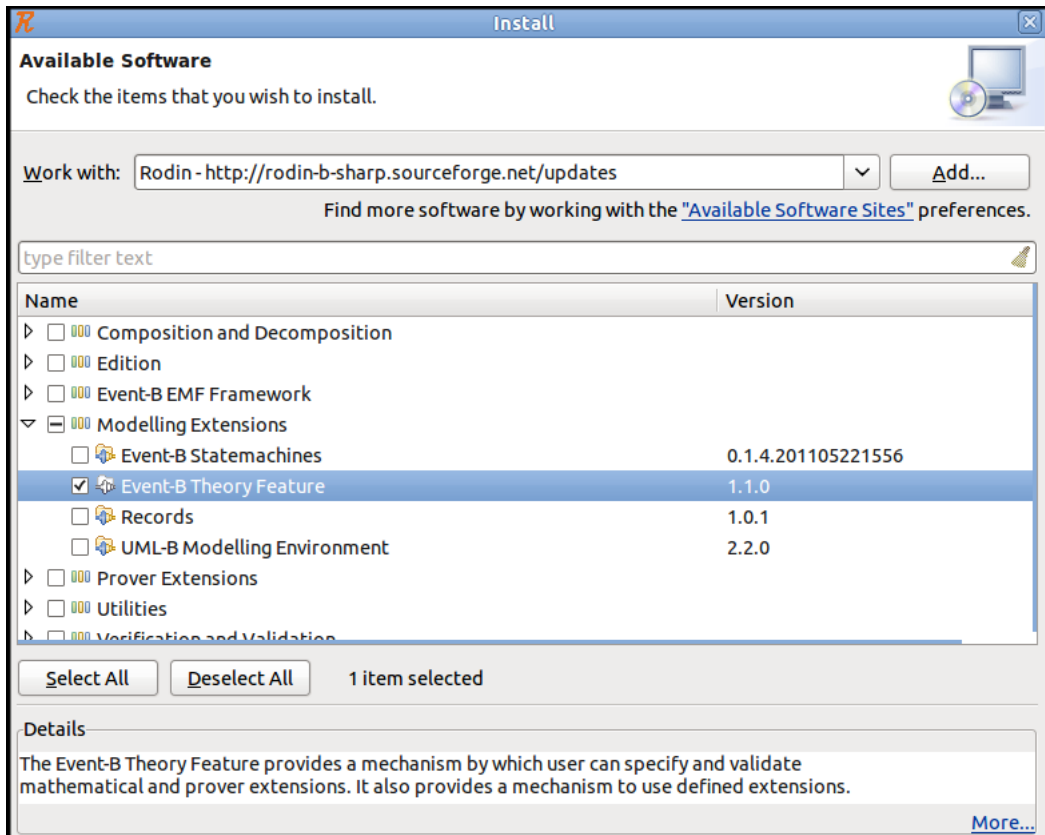 Install
Available Software
Check the items that you wish to install.
Work with: Rodin - http://rodin-b-sharp.sourceforge.net/updates Add...
Find more software by working with the "Available Software Sites" preferences.
type filter text
Name Version
Composition and Decomposition
Edition
Event-B EMF Framework
Modelling Extensions
Event-B Statemachines 0.1.4.201105221556
Event-B Theory Feature 1.1.0
Records 1.0.1
UML-B Modelling Environment 2.2.0
Prover Extensions
Utilities
Verification and Validation
Select All Deselect All 1 item selected
Details
The Event-B Theory Feature provides a mechanism by which user can specify and validate
mathematical and prover extensions. It also provides a mechanism to use defined extensions.
More...